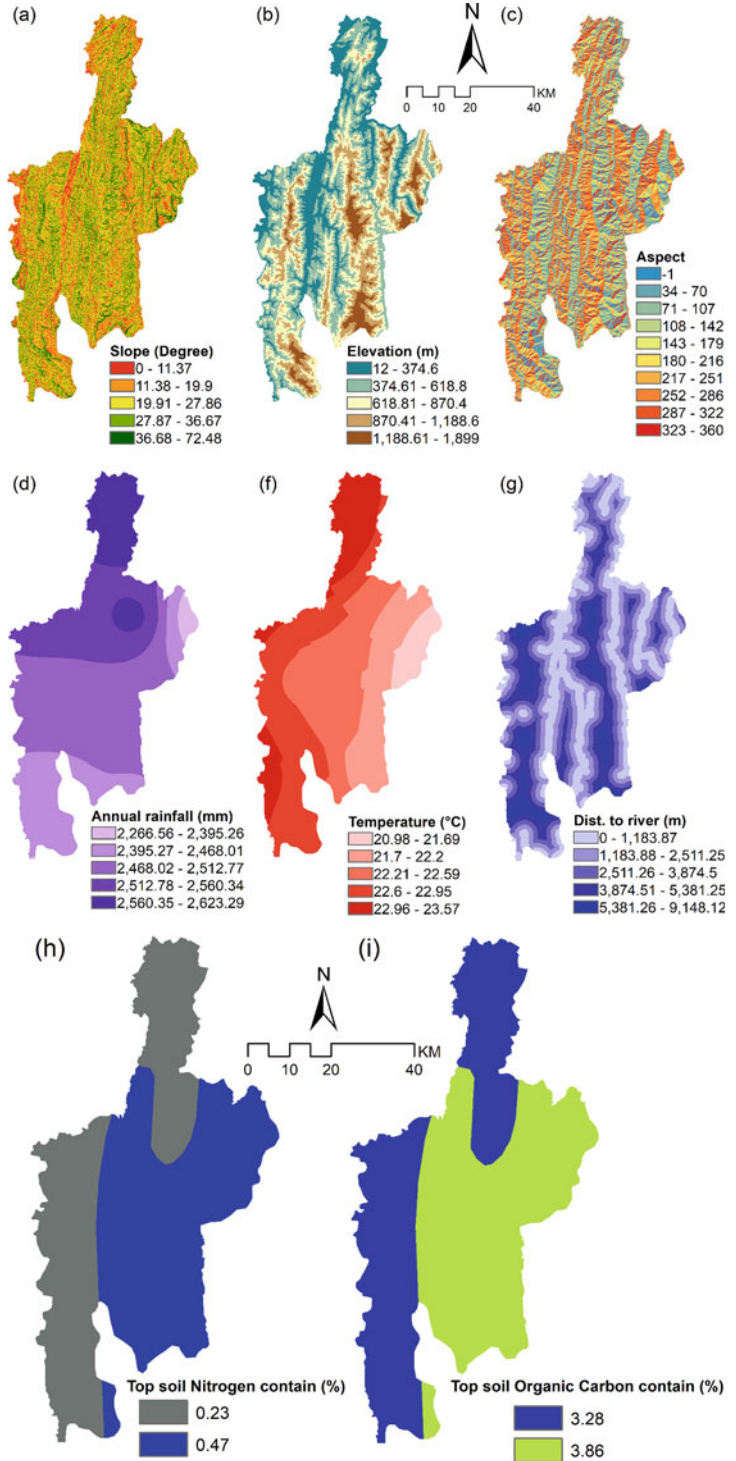 (a)
(b)
(c)
N
0 10 20 40
KM
Slope (Degree)
0 - 11.37
11.38 - 19.9
19.91 - 27.86
27.87 - 36.67
36.68 - 72.48
Elevation (m)
12 - 374.6
374.61 - 618.8
618.81 - 870.4
870.41 - 1,188.6
1,188.61 - 1,899
Aspect
-1
34 - 70
71 - 107
108 - 142
143 - 179
180 - 216
217 - 251
252 - 286
287 - 322
323 - 360
(d)
(f)
(g)
Annual rainfall (mm)
2,266.56 - 2,395.26
2,395.27 - 2,468.01
2,468.02 - 2,512.77
2,512.78 - 2,560.34
2,560.35 - 2,623.29
Temperature (°C)
20.98 - 21.69
21.7 - 22.2
22.21 - 22.59
22.6 - 22.95
22.96 - 23.57
Dist. to river (m)
0 - 1,183.87
1,183.88 - 2,511.25
2,511.26 - 3,874.5
3,874.51 - 5,381.25
5,381.26 - 9,148.12
(h)
(i)
N
KM
0 10 20 40
Top soil Nitrogen contain (%)
0.23
0.47
Top soil Organic Carbon contain (%)
3.28
3.86